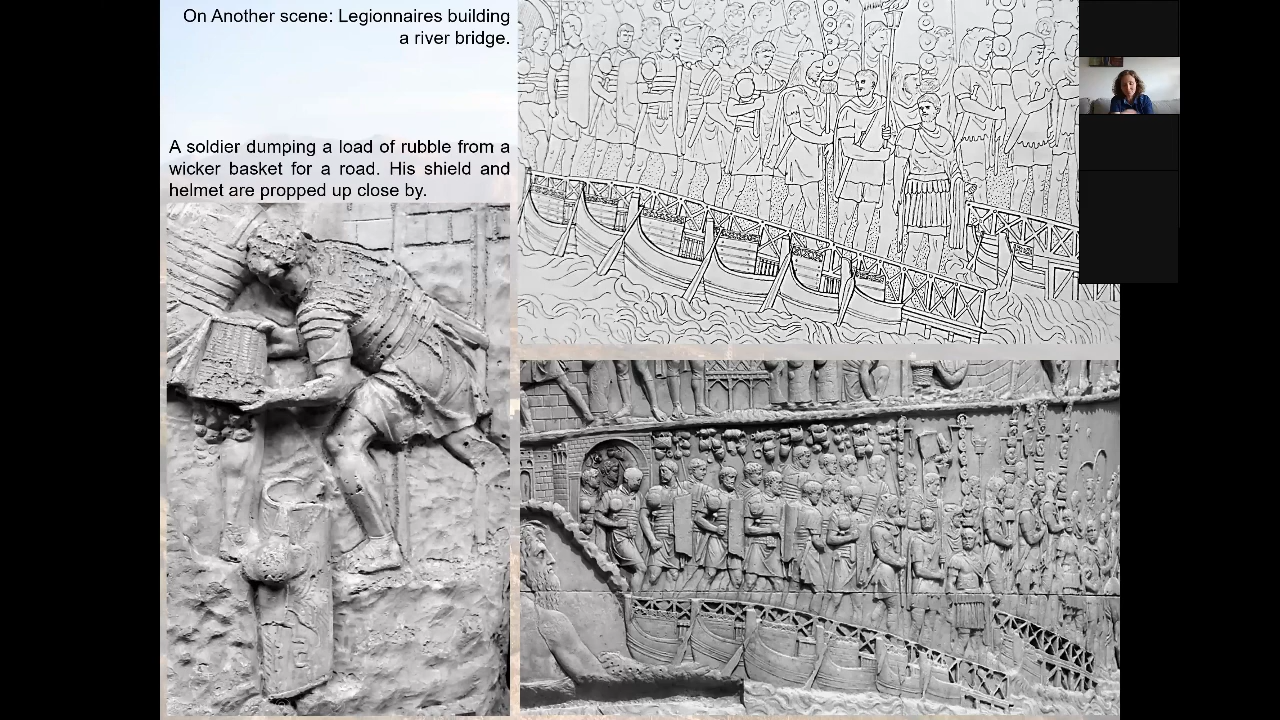 On Another scene: Legionnaires building
a river bridge.
A soldier dumping a load of rubble from a
wicker basket for a road. His shield and
helmet are propped up close by.